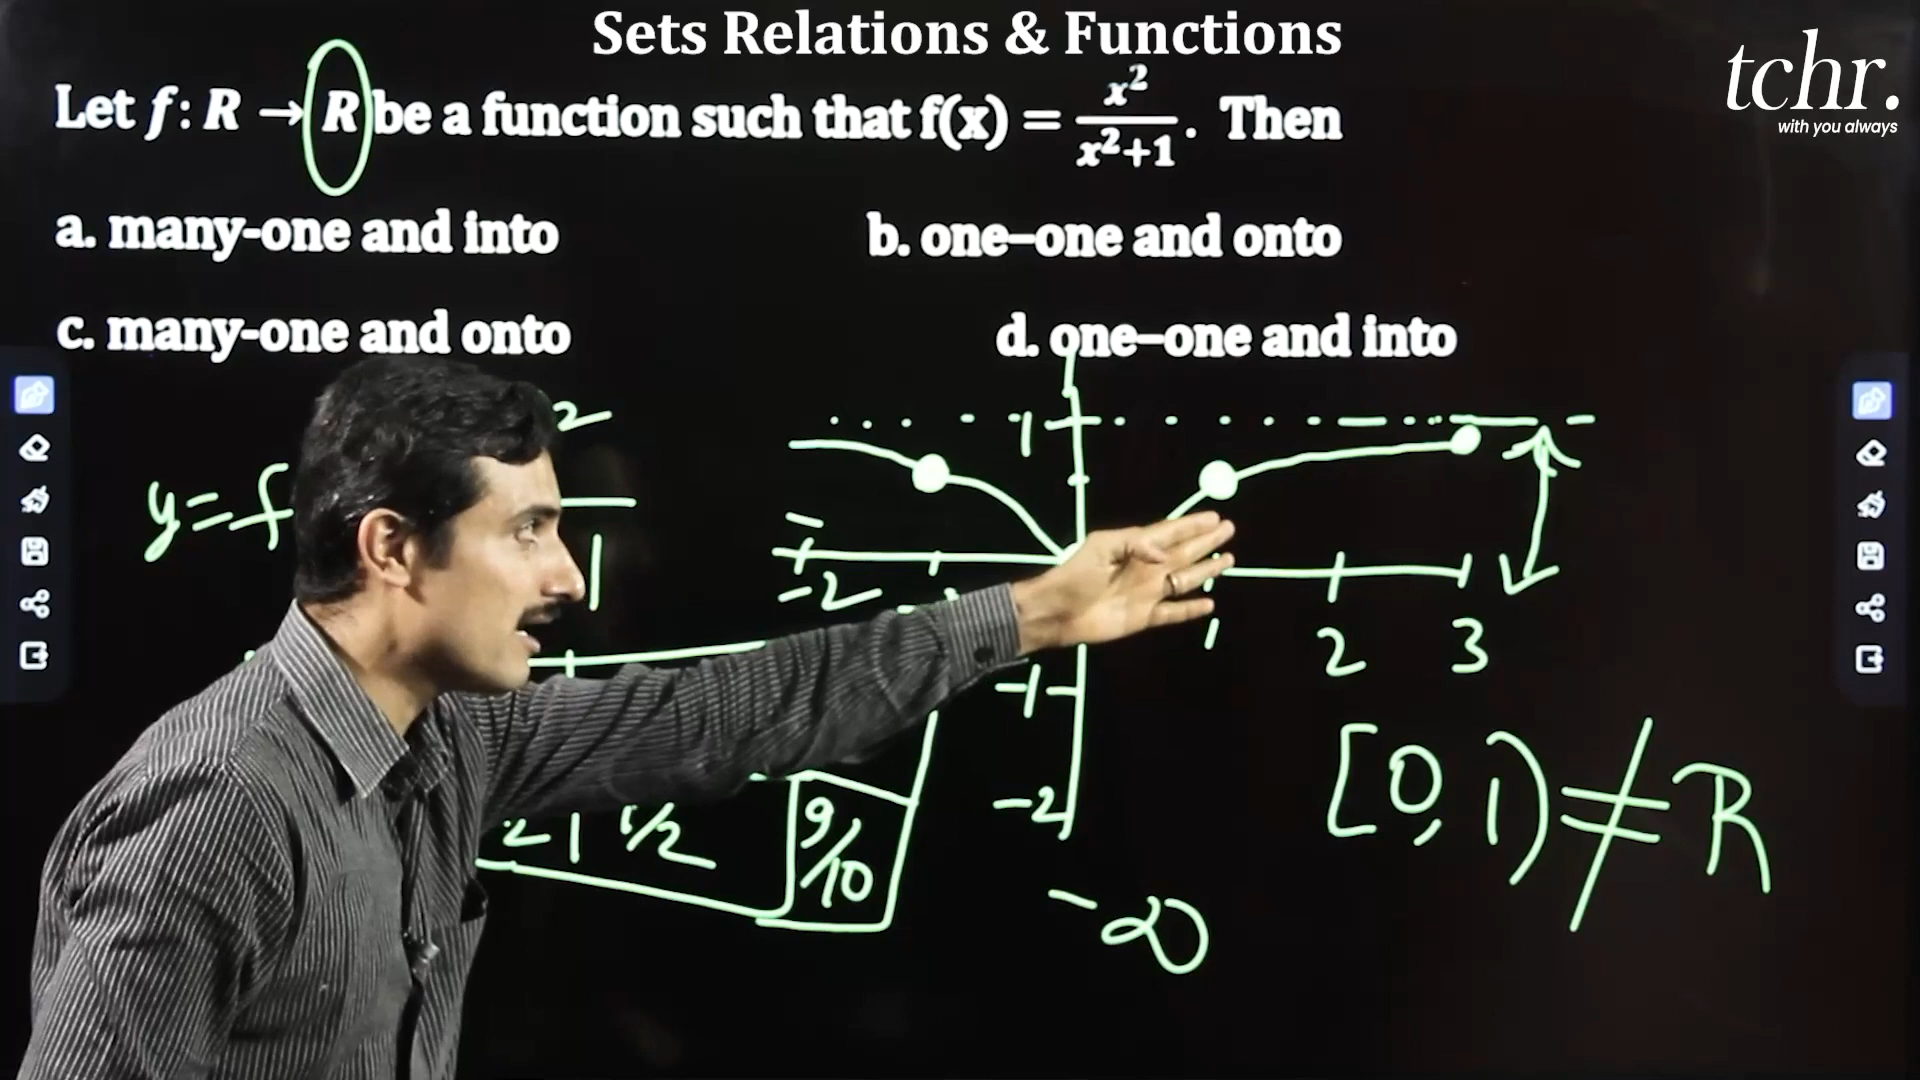 Sets Relations & Functions
tchr.
with you always
Let f: R → R be a function such that f(x) = x²/x²+1. Then
a. many-one and into
b. one–one and onto
c. many-one and onto
d. one–one and into
2
1
y=f
1
-2
1 2 3
-1
[0,1) ≠ R
-2
1/2
9/10
-∞